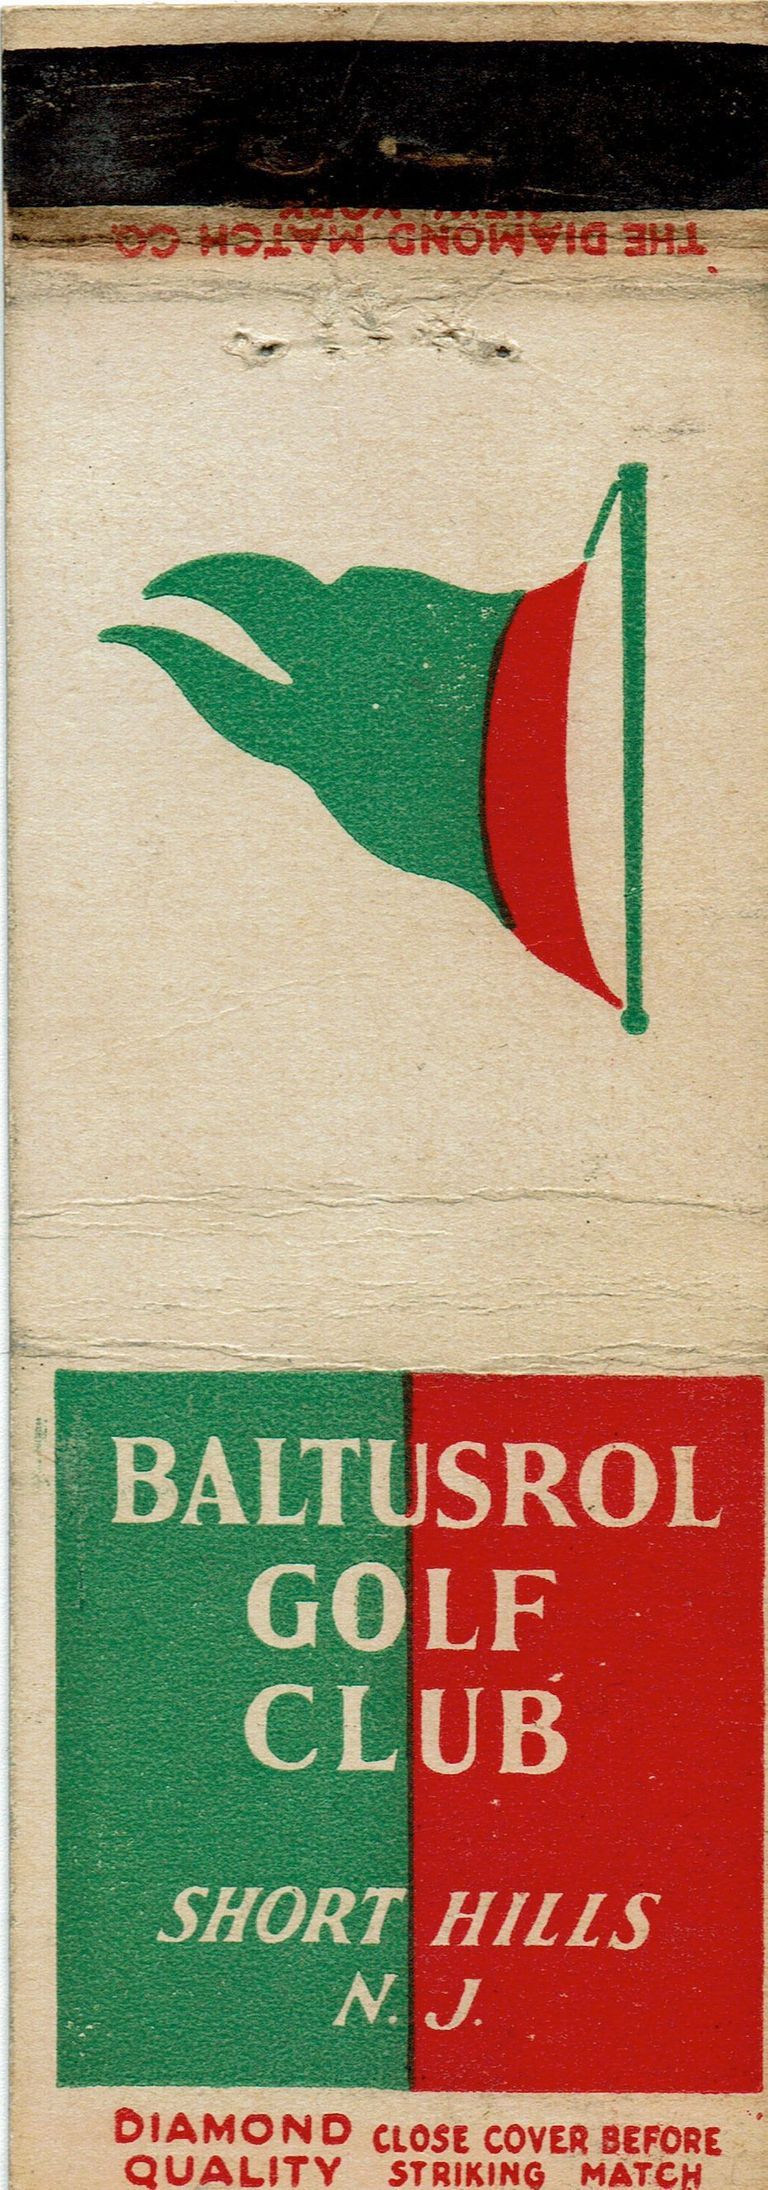 THE DIAMOND MATCH CO.
NEW YORK
BALTUSROL
GOLF
CLUB
SHORT HILLS
N. J.
DIAMOND
QUALITY
CLOSE COVER BEFORE
STRIKING MATCH